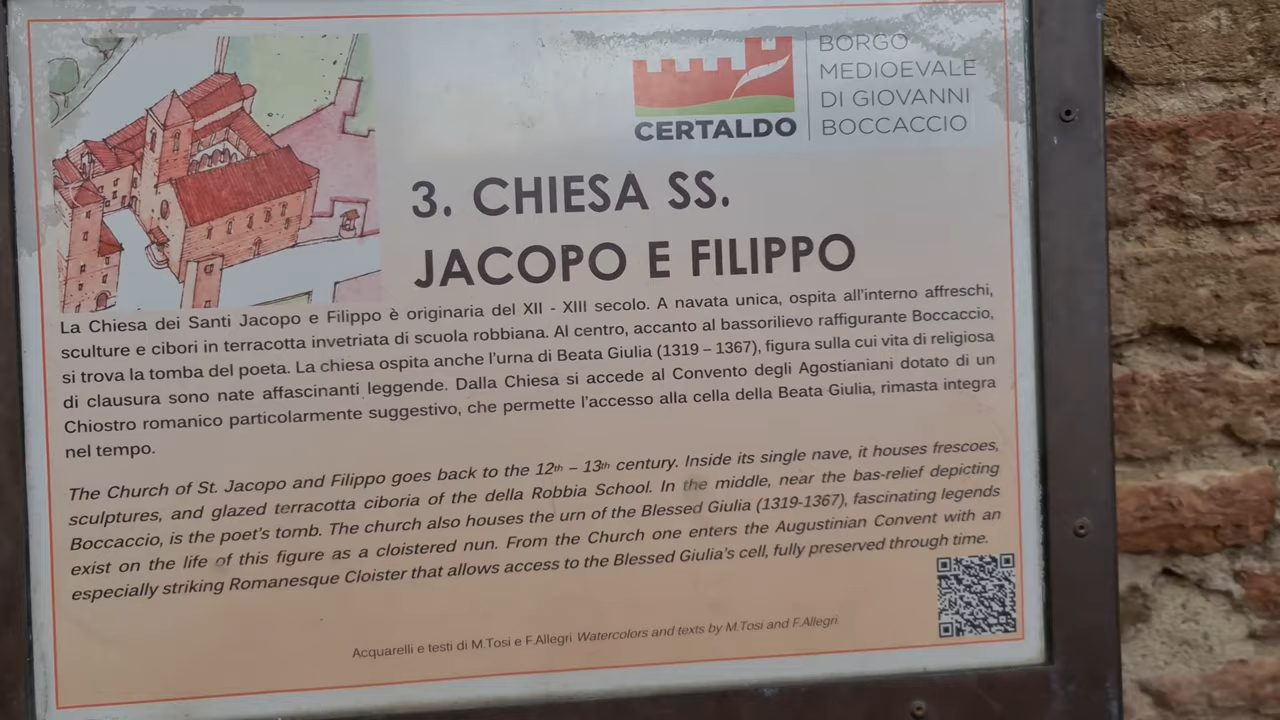 CERTALDO
BORGO
MEDIOEVALE
DI GIOVANNI
BOCCACCIO
3. CHIESA SS.
JACOPO E FILIPPO
La Chiesa dei Santi Jacopo e Filippo è originaria del XII - XIII secolo. A navata unica, ospita all'interno affreschi,
sculture e cibori in terracotta invetriata di scuola robbiana. Al centro, accanto al bassorilievo raffigurante Boccaccio,
si trova la tomba del poeta. La chiesa ospita anche l'urna di Beata Giulia (1319 – 1367), figura sulla cui vita di religiosa
di clausura sono nate affascinanti leggende. Dalla Chiesa si accede al Convento degli Agostianiani dotato di un
Chiostro romanico particolarmente suggestivo, che permette l'accesso alla cella della Beata Giulia, rimasta integra
nel tempo.
The Church of St. Jacopo and Filippo goes back to the 12th – 13th century. Inside its single nave, it houses frescoes,
sculptures, and glazed terracotta ciboria of the della Robbia School. In the middle, near the bas-relief depicting
Boccaccio, is the poet's tomb. The church also houses the urn of the Blessed Giulia (1319-1367), fascinating legends
exist on the life of this figure as a cloistered nun. From the Church one enters the Augustinian Convent with an
especially striking Romanesque Cloister that allows access to the Blessed Giulia's cell, fully preserved through time.
Acquarelli e testi di M.Tosi e F.Allegri Watercolors and texts by M.Tosi and F.Allegri